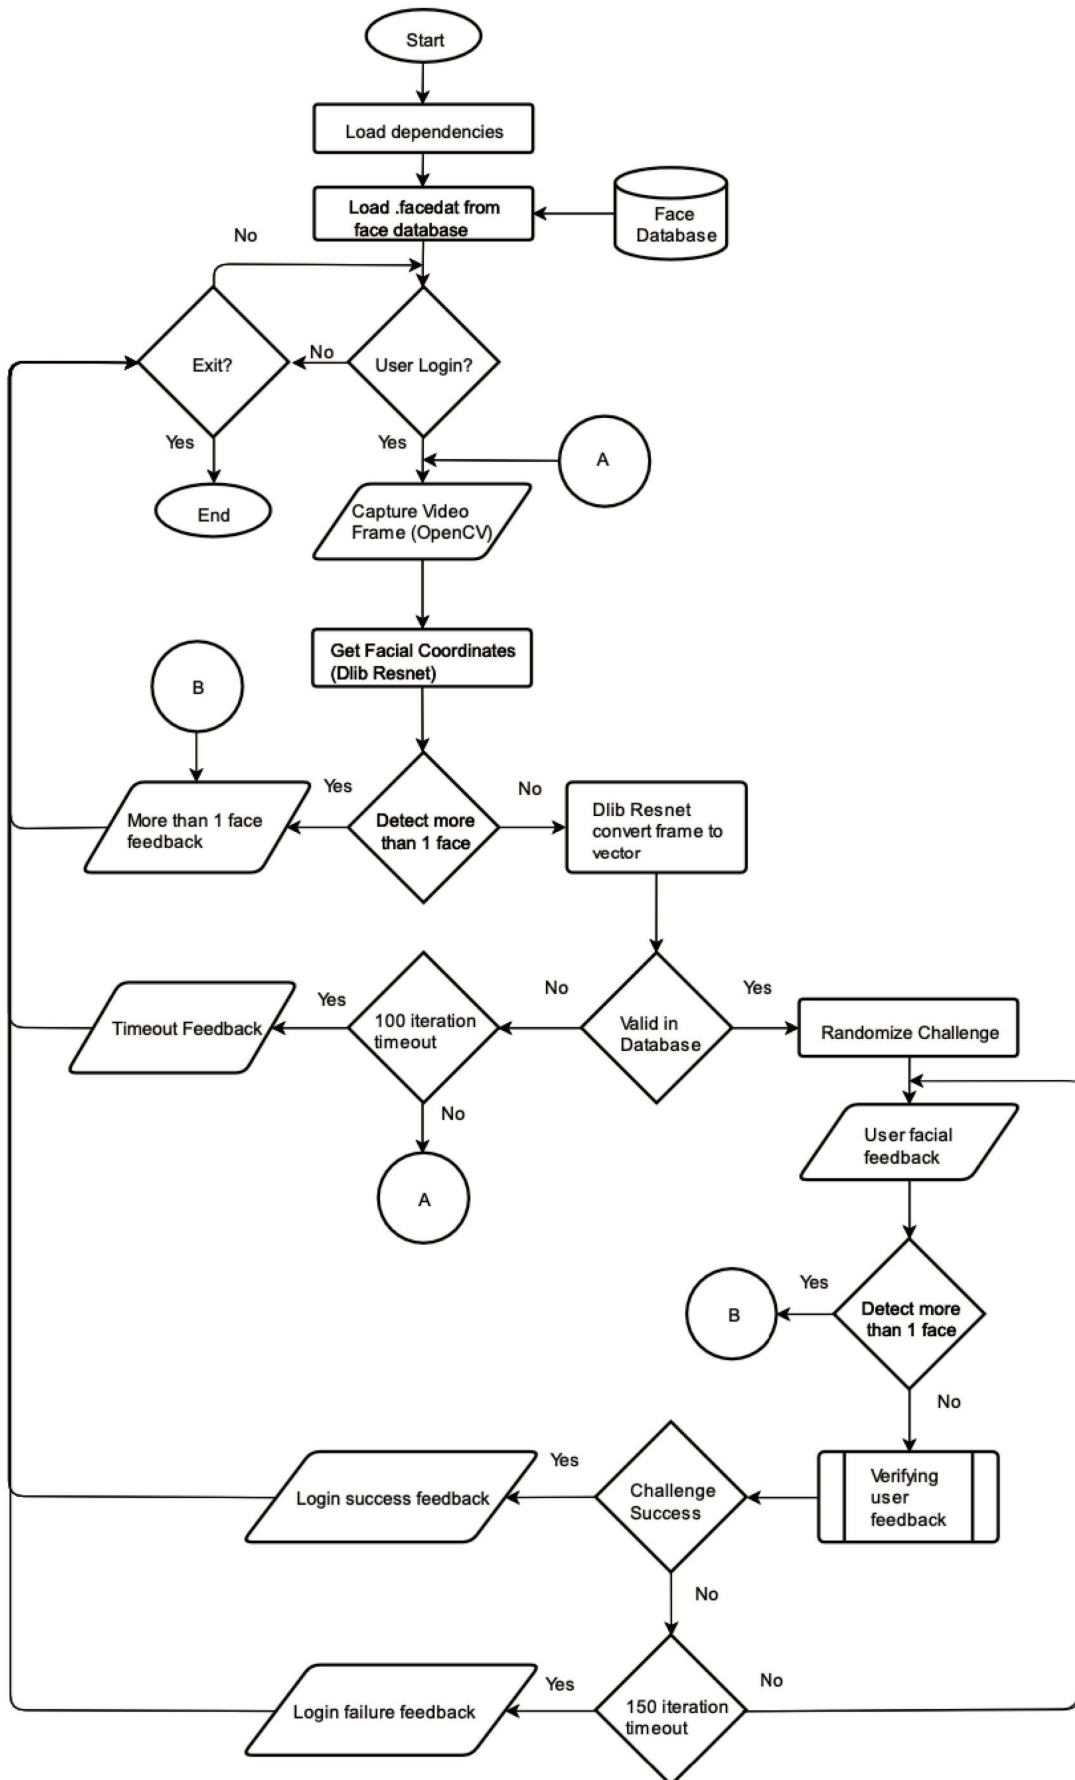 Start
Load dependencies
Load .facedat from
face database
Face
Database
No
Exit?
No
User Login?
Yes
Yes
A
End
Capture Video
Frame (OpenCV)
Get Facial Coordinates
(Dlib Resnet)
B
Yes
No
More than 1 face
feedback
Detect more
than 1 face
Dlib Resnet
convert frame to
vector
Yes
No
Yes
Timeout Feedback
100 iteration
timeout
Valid in
Database
Randomize Challenge
No
A
User facial
feedback
Yes
B
Detect more
than 1 face
No
Yes
Login success feedback
Challenge
Success
Verifying
user
feedback
No
Yes
No
Login failure feedback
150 iteration
timeout